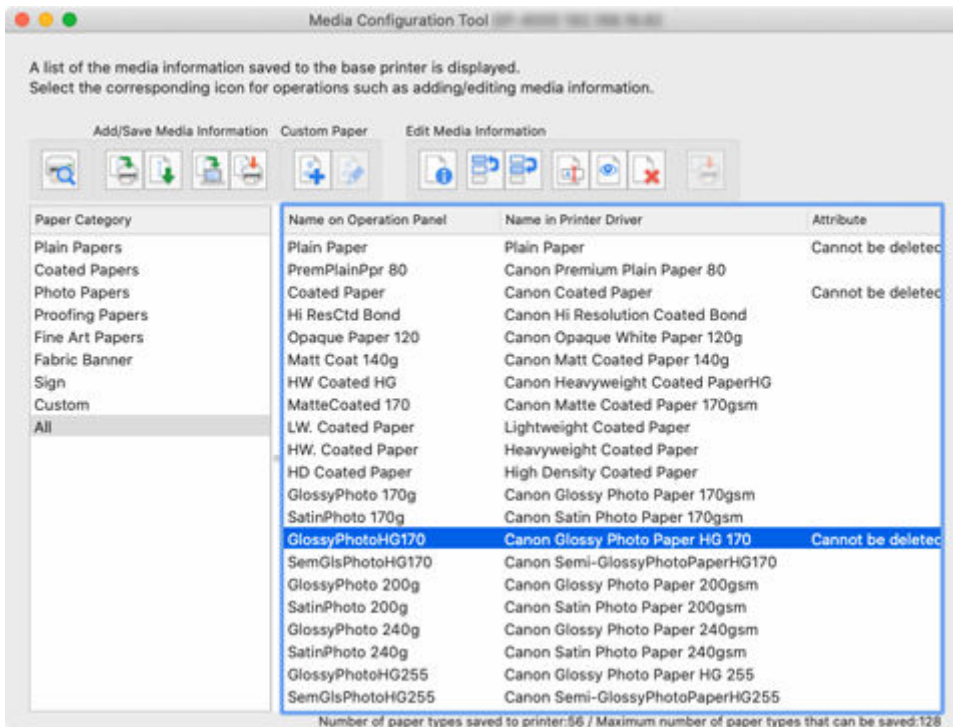 Media Configuration Tool
A list of the media information saved to the base printer is displayed.
Select the corresponding icon for operations such as adding/editing media information.
Add/Save Media Information Custom Paper Edit Media Information
Paper Category
Plain Papers
Coated Papers
Photo Papers
Proofing Papers
Fine Art Papers
Fabric Banner
Sign
Custom
All
Name on Operation Panel Name in Printer Driver Attribute
Plain Paper Plain Paper Cannot be deleted
PremPlainPpr 80 Canon Premium Plain Paper 80
Coated Paper Canon Coated Paper Cannot be deleted
Hi ResCtd Bond Canon Hi Resolution Coated Bond
Opaque Paper 120 Canon Opaque White Paper 120g
Matt Coat 140g Canon Matt Coated Paper 140g
HW Coated HG Canon Heavyweight Coated PaperHG
MatteCoated 170 Canon Matte Coated Paper 170gsm
LW. Coated Paper Lightweight Coated Paper
HW. Coated Paper Heavyweight Coated Paper
HD Coated Paper High Density Coated Paper
GlossyPhoto 170g Canon Glossy Photo Paper 170gsm
SatinPhoto 170g Canon Satin Photo Paper 170gsm
GlossyPhotoHG170 Canon Glossy Photo Paper HG 170 Cannot be deleted
SemGlsPhotoHG170 Canon Semi-GlossyPhotoPaperHG170
GlossyPhoto 200g Canon Glossy Photo Paper 200gsm
SatinPhoto 200g Canon Satin Photo Paper 200gsm
GlossyPhoto 240g Canon Glossy Photo Paper 240gsm
SatinPhoto 240g Canon Satin Photo Paper 240gsm
GlossyPhotoHG255 Canon Glossy Photo Paper HG 255
SemGlsPhotoHG255 Canon Semi-GlossyPhotoPaperHG255
Number of paper types saved to printer:56 / Maximum number of paper types that can be saved:128